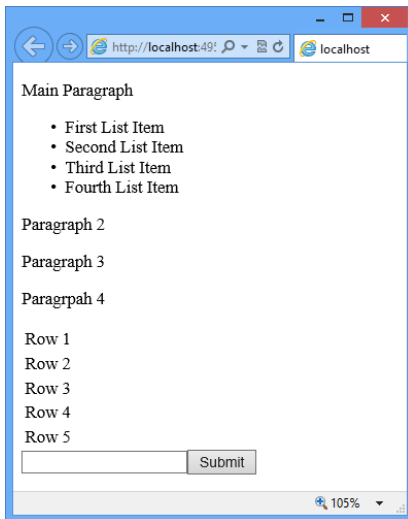 http://localhost:49!
localhost
Main Paragraph
• First List Item
• Second List Item
• Third List Item
• Fourth List Item
Paragraph 2
Paragraph 3
Paragrpah 4
Row 1
Row 2
Row 3
Row 4
Row 5
Submit
105%